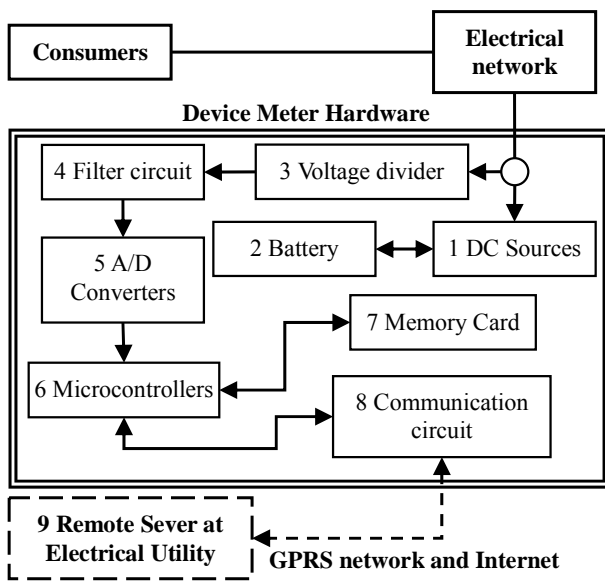 Consumers
Electrical
network
Device Meter Hardware
4 Filter circuit
3 Voltage divider
5 A/D
Converters
2 Battery
1 DC Sources
7 Memory Card
6 Microcontrollers
8 Communication
circuit
9 Remote Sever at
Electrical Utility
GPRS network and Internet